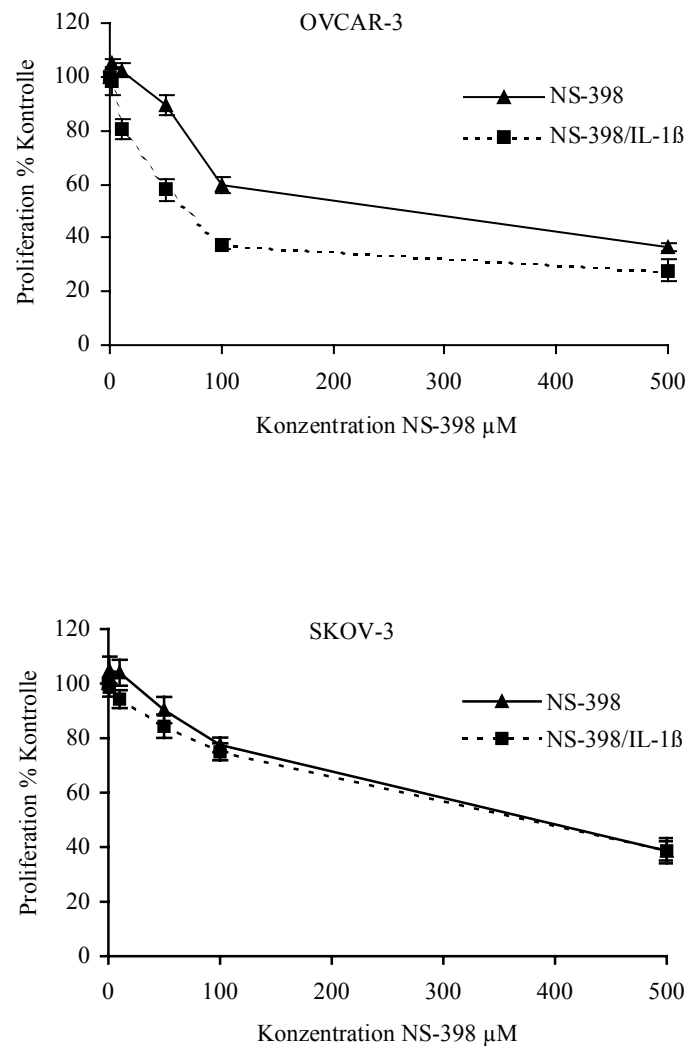 OVCAR-3
Proliferation % Kontrolle
120
100
80
60
40
20
0
NS-398
NS-398/IL-1ß
0 100 200 300 400 500
Konzentration NS-398 µM
SKOV-3
Proliferation % Kontrolle
120
100
80
60
40
20
0
NS-398
NS-398/IL-1ß
0 100 200 300 400 500
Konzentration NS-398 µM